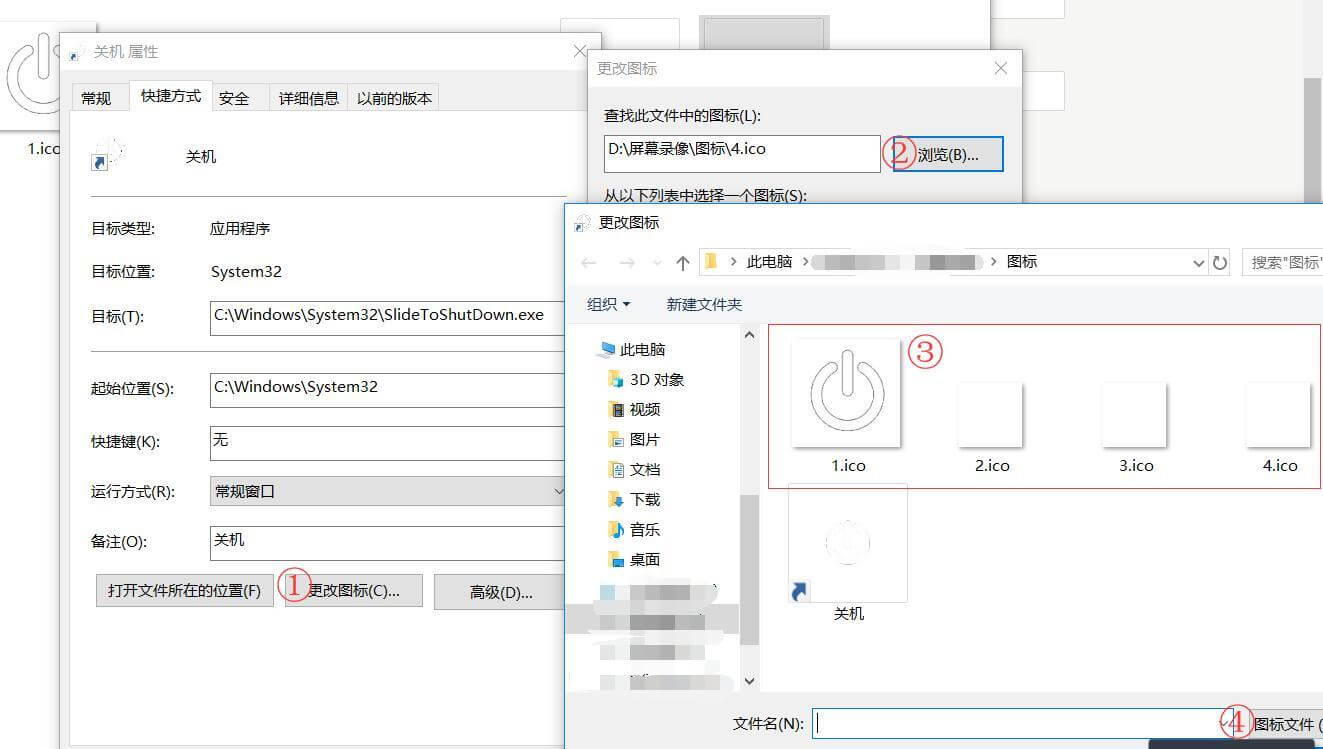 1.ico
关机 属性
常规
快捷方式
安全
详细信息
以前的版本
关机
目标类型:
应用程序
目标位置:
System32
目标(T):
C:\Windows\System32\SlideToShutDown.exe
起始位置(S):
C:\Windows\System32
快捷键(K):
无
运行方式(R):
常规窗口
备注(O):
关机
打开文件所在的位置(F)
①
更改图标(C)...
高级(D)...
更改图标
查找此文件中的图标(L):
D:\屏幕录像\图标\4.ico
②
浏览(B)...
从以下列表中选择一个图标(S):
更改图标
此电脑
图标
搜索"图标"
组织
新建文件夹
此电脑
3D 对象
视频
图片
文档
下载
音乐
桌面
③
1.ico
2.ico
3.ico
4.ico
关机
文件名(N):
④
图标文件 (